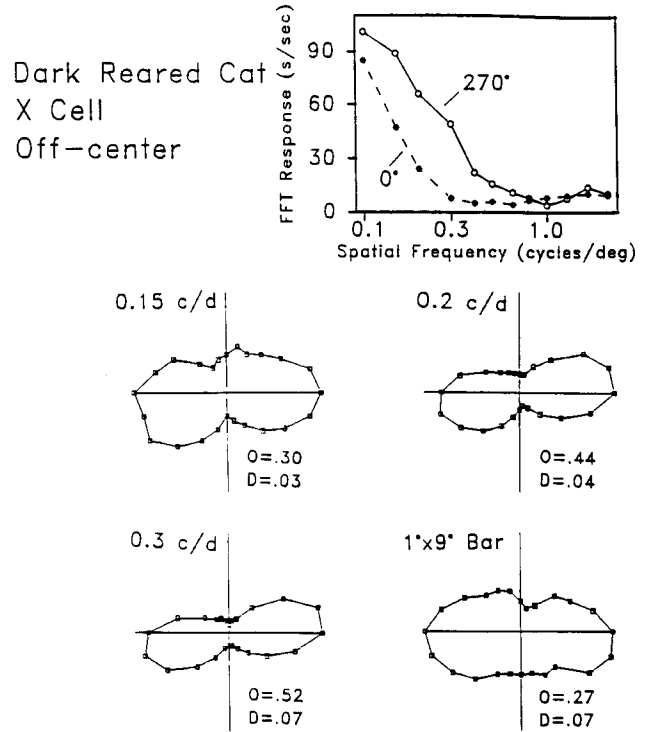 Dark Reared Cat
X Cell
Off-center
FFT Response (s/sec)
90
60
30
0
270°
0°
0.1 0.3 1.0
Spatial Frequency (cycles/deg)
0.15 c/d
O=.30
D=.03
0.2 c/d
O=.44
D=.04
0.3 c/d
O=.52
D=.07
1°x9° Bar
O=.27
D=.07